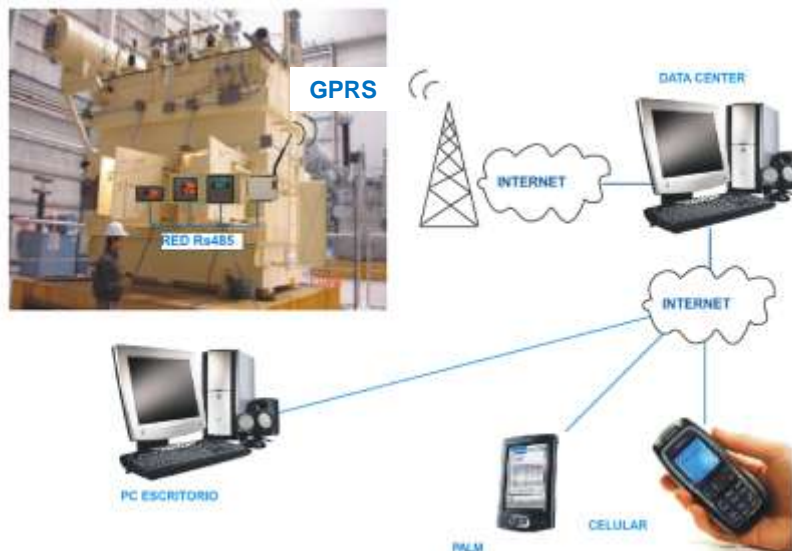 GPRS
DATA CENTER
INTERNET
RED Rs485
INTERNET
PC ESCRITORIO
CELULAR
PALM